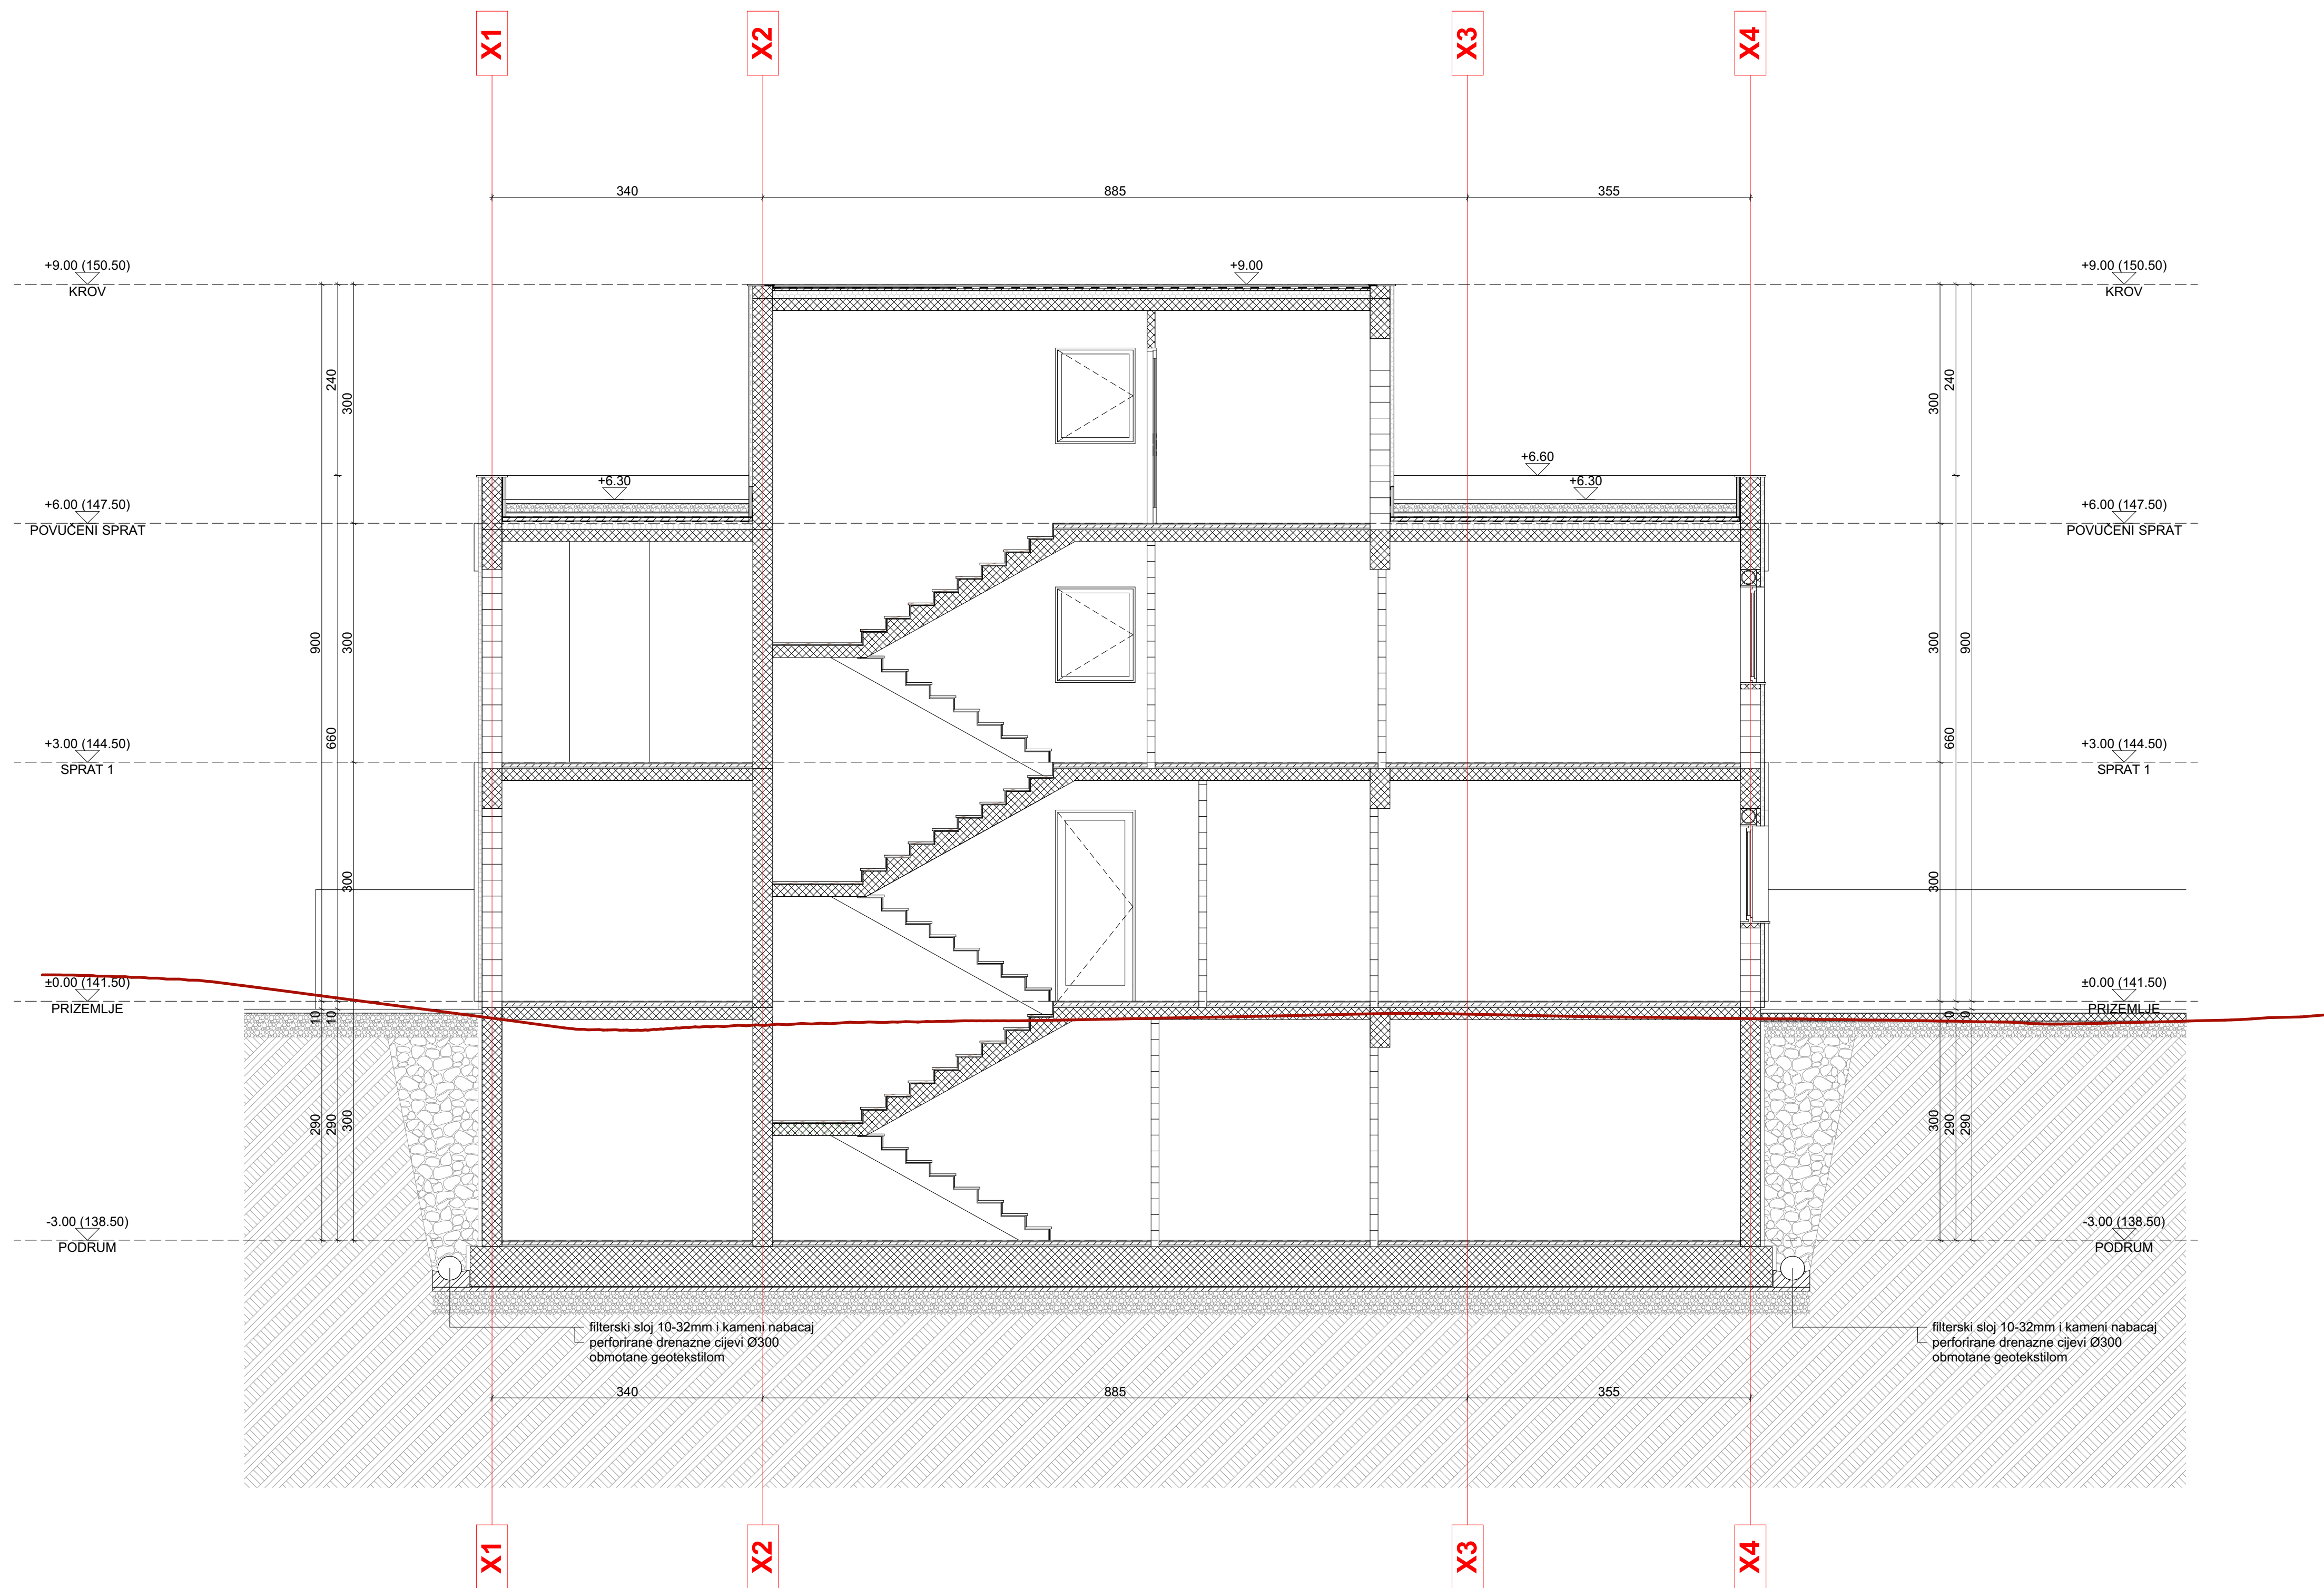 X1
X2
X3
X4
340
885
355
+9.00 (150.50)
KROV
+9.00
+9.00 (150.50)
KROV
240
300
300
240
+6.60
+6.30
+6.30
+6.00 (147.50)
POVUČENI SPRAT
+6.00 (147.50)
POVUČENI SPRAT
900
300
300
900
660
660
+3.00 (144.50)
SPRAT 1
+3.00 (144.50)
SPRAT 1
300
300
±0.00 (141.50)
PRIZEMLJE
±0.00 (141.50)
PRIZEMLJE
10
10
10
10
290
290
300
300
290
290
-3.00 (138.50)
PODRUM
-3.00 (138.50)
PODRUM
filterski sloj 10-32mm i kameni nabacaj
perforirane drenazne cijevi Ø300
obmotane geotekstilom
filterski sloj 10-32mm i kameni nabacaj
perforirane drenazne cijevi Ø300
obmotane geotekstilom
340
885
355
X1
X2
X3
X4